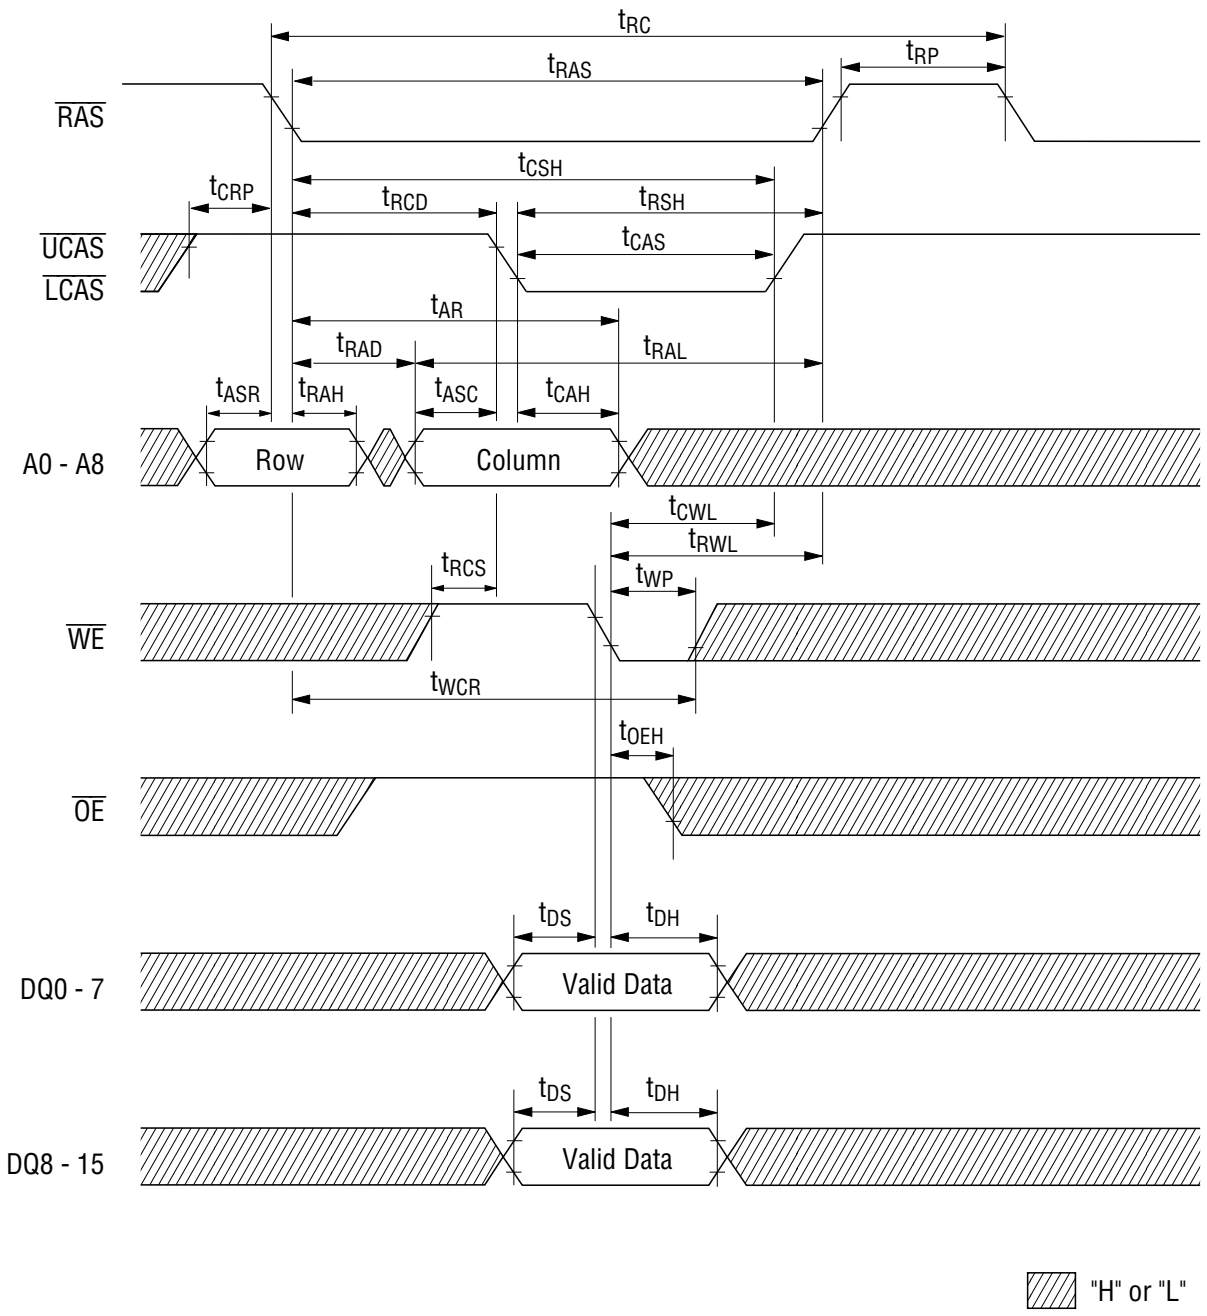 tRC
tRAS
tRP
RAS
tCSH
tCRP
tRCD
tRSH
UCAS
tCAS
LCAS
tAR
tRAD
tRAL
tASR
tRAH
tASC
tCAH
A0 - A8
Row
Column
tCWL
tRWL
tRCS
tWP
WE
tWCR
tOEH
OE
tDS
tDH
DQ0 - 7
Valid Data
tDS
tDH
DQ8 - 15
Valid Data
"H" or "L"